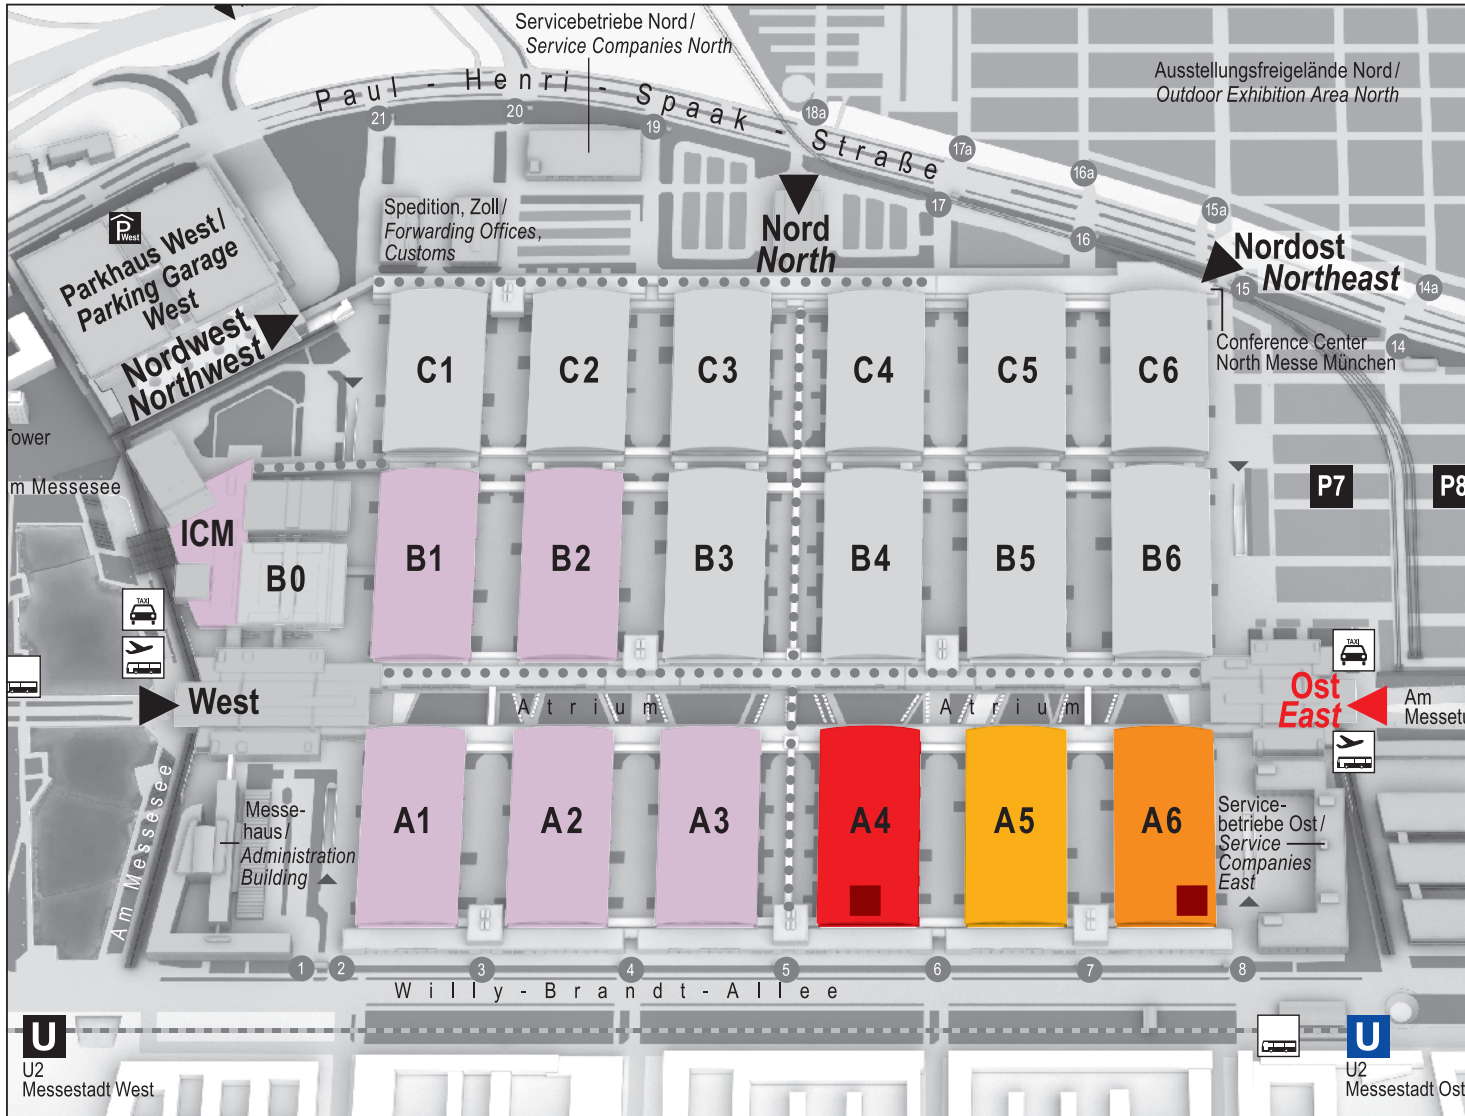 Servicebetriebe Nord /
Service Companies North
Ausstellungsfreigelände Nord /
Outdoor Exhibition Area North
Paul - Henri - Spaak - Straße
21
20
19
18a
17a
16a
15a
14a
17
16
15
14
P
West
Parkhaus West /
Parking Garage
West
Spedition, Zoll /
Forwarding Offices,
Customs
Nord
North
Nordost
Northeast
Nordwest
Northwest
Conference Center
North Messe München
C1
C2
C3
C4
C5
C6
Tower
m Messesee
P7
P8
ICM
B0
B1
B2
B3
B4
B5
B6
TAXI
TAXI
West
Atrium
Atrium
Ost
East
Am
Messetu
A1
A2
A3
A4
A5
A6
Am Messesee
Messe-
haus /
Administration
Building
Service-
betriebe Ost /
Service
Companies
East
1
2
3
4
5
6
7
8
Willy-Brandt-Allee
U
U2
Messestadt West
U
U2
Messestadt Ost